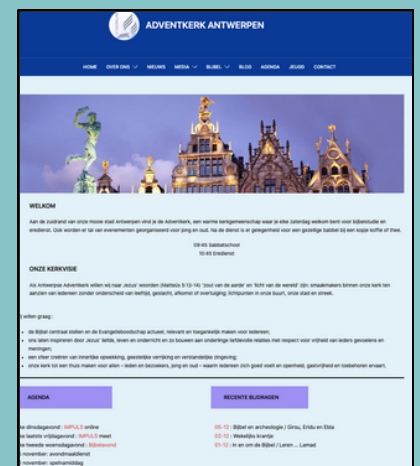 ADVENTKERK ANTWERPEN
HOME OVER ONS NIEUWS MEDIA BIJBEL BLOG AGENDA JEUGD CONTACT
WELKOM
Aan de zuidrand van onze mooie stad Antwerpen vind je de Adventkerk, een warme kerkgemeenschap waar je elke zaterdag welkom bent voor bijbelstudie en
eredienst. Ook worden er tal van evenementen georganiseerd voor jong en oud. Na de dienst is er gelegenheid voor een gezellige babbel bij een kopje koffie of thee.
09:45 Sabbatschool
10:45 Eredienst
ONZE KERKVISIE
Als Antwerpse Adventkerk willen wij naar Jezus' woorden (Matteüs 5:13-14) 'zout van de aarde' en 'licht van de wereld' zijn: smaakmakers binnen onze kerk ten
aanzien van iedereen zonder onderscheid van leeftijd, geslacht, afkomst of overtuiging; lichtpunten in onze buurt, onze stad en streek.
j willen graag :
de Bijbel centraal stellen en de Evangelieboodschap actueel, relevant en toegankelijk maken voor iedereen;
ons laten inspireren door Jezus' liefde, leven en onderricht en zo bouwen aan onderlinge liefdevolle relaties met respect voor vrijheid van ieders gevoelens en
meningen;
een sfeer creëren van innerlijke opwekking, geestelijke verrijking en verstandelijke zingeving;
onze kerk tot een thuis maken voor allen – leden en bezoekers, jong en oud – waarin iedereen zich goed voelt en openheid, gastvrijheid en toebehoren ervaart.
AGENDA
RECENTE BIJDRAGEN
ke dinsdagavond : IMPULS online
ke laatste vrijdagavond : IMPULS meet
ke tweede woensdagavond : Bijbelavond
november: avondmaaldienst
november: spelnamiddag
05-12 : Bijbel en archeologie / Girsu, Eridu en Ebla
03-12 : Wekelijks krantje
01-12 : In en om de Bijbel / Leren ... Lamad